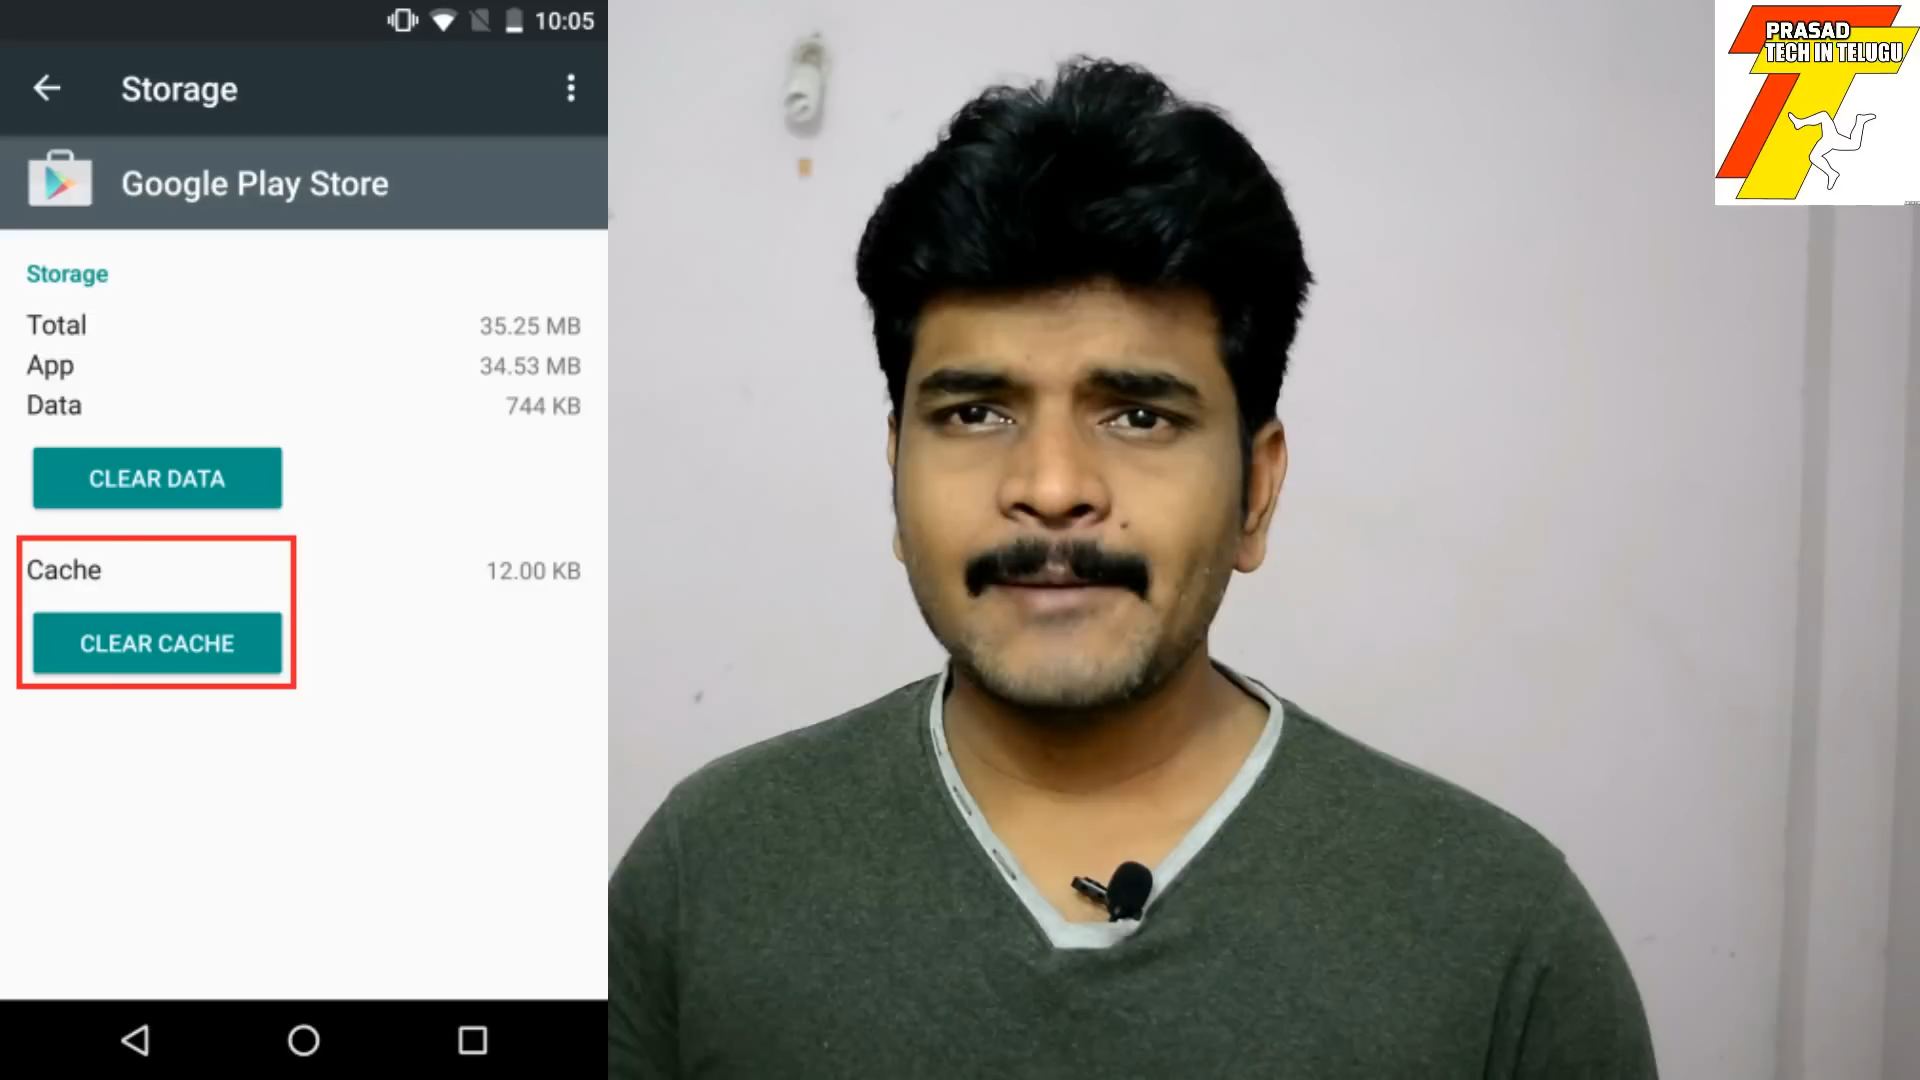 10:05
Storage
Google Play Store
Storage
Total 35.25 MB
App 34.53 MB
Data 744 KB
CLEAR DATA
Cache 12.00 KB
CLEAR CACHE
PRASAD
TECH IN TELUGU